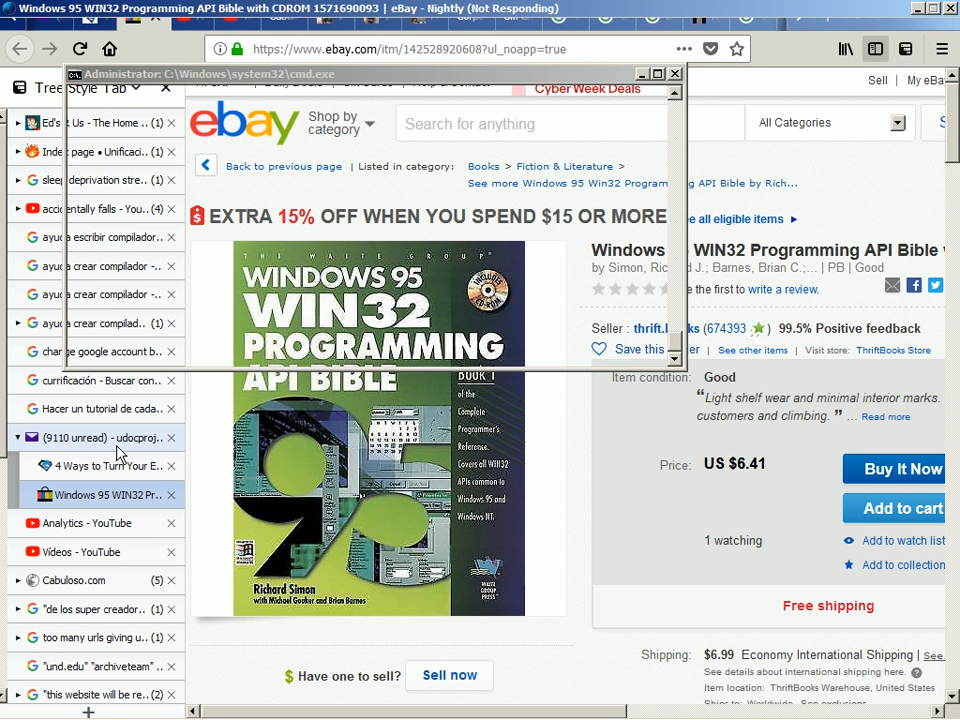 Windows 95 WIN32 Programming API Bible with CDROM 1571690093 | eBay - Nightly (Not Responding)
https://www.ebay.com/itm/142528920608?ul_noapp=true
Administrator: C:\Windows\system32\cmd.exe
Tree Style Tab
Cyber Week Deals
Sell | My eBa
ebay
Shop by category
Search for anything
All Categories
S
Back to previous page | Listed in category: Books > Fiction & Literature >
See more Windows 95 Win32 Programming API Bible by Rich...
EXTRA 15% OFF WHEN YOU SPEND $15 OR MORE
ee all eligible items
Ed's R Us - The Home .. (1)
Index page • Unificaci.. (1)
sleep deprivation stre.. (1)
accidentally falls - You.. (4)
ayuda escribir compilador..
ayuda crear compilador -..
ayuda crear compilador -..
ayuda crear compilad.. (1)
change google account b..
currificación - Buscar con..
Hacer un tutorial de cada..
(9110 unread) - udocproj..
4 Ways to Turn Your E..
Windows 95 WIN32 Pr..
Analytics - YouTube
Vídeos - YouTube
Cabuloso.com (5)
"de los super creador.. (1)
too many urls giving u.. (1)
"und.edu" "archiveteam" ..
"this website will be re.. (2)
THE WAITE GROUP
WINDOWS 95
WIN32
PROGRAMMING
API BIBLE
INCLUDES CD-ROM
BOOK 1
of the
Complete
Programmer's
Reference.
Covers all WIN32
APIs common to
Windows 95 and
Windows NT.
95
Richard Simon
with Michael Gouker and Brian Barnes
WAITE
GROUP
PRESS
Windows 95 WIN32 Programming API Bible
by Simon, Richard J.; Barnes, Brian C.;... | PB | Good
e the first to write a review.
Seller : thrift.books (674393) 99.5% Positive feedback
Save this seller | See other items | Visit store: ThriftBooks Store
Item condition: Good
“Light shelf wear and minimal interior marks.
customers and climbing. ” ... Read more
Price: US $6.41
Buy It Now
Add to cart
1 watching
Add to watch list
Add to collection
Free shipping
Have one to sell? Sell now
Shipping: $6.99 Economy International Shipping | See
See details about international shipping here.
Item location: ThriftBooks Warehouse, United States
Ships to: Worldwide See exclusions